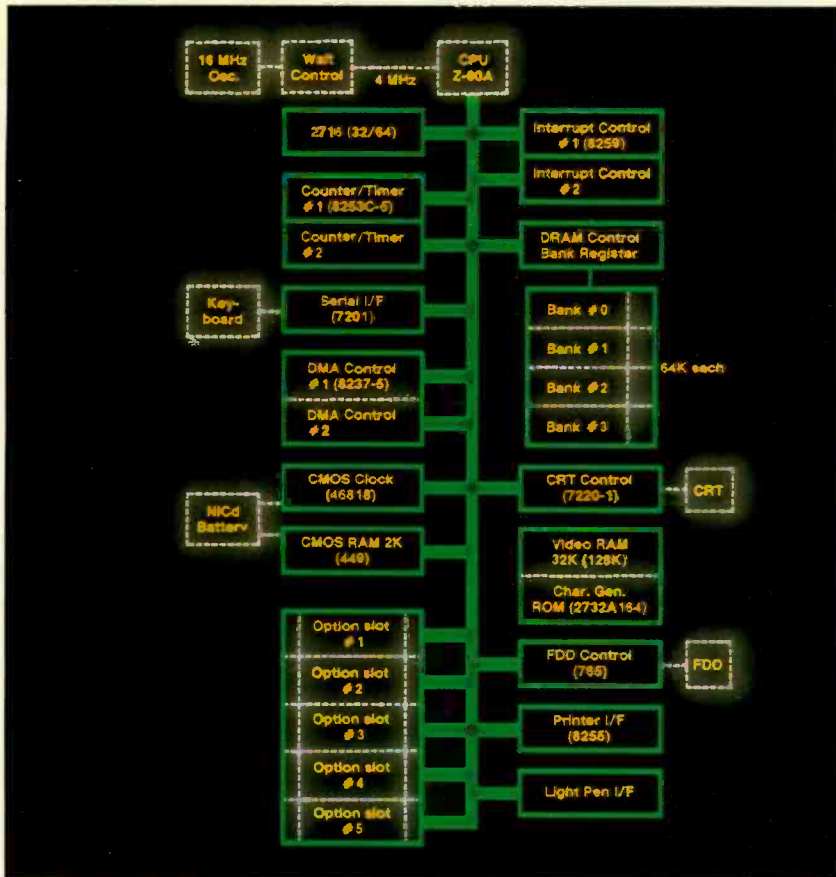 16 MHz
Osc.
Wait
Control
4 MHz
CPU
Z-80A
2716 (32/64)
Interrupt Control
#1 (8259)
Interrupt Control
#2
Counter/Timer
#1 (8253C-5)
Counter/Timer
#2
DRAM Control
Bank Register
Key-
board
Serial I/F
(7201)
Bank #0
Bank #1
Bank #2
Bank #3
64K each
DMA Control
#1 (8237-5)
DMA Control
#2
NiCd
Battery
CMOS Clock
(46818)
CMOS RAM 2K
(449)
CRT Control
(7220-1)
CRT
Video RAM
32K (128K)
Char. Gen.
ROM (2732A164)
Option slot
#1
Option slot
#2
Option slot
#3
Option slot
#4
Option slot
#5
FDD Control
(765)
FDD
Printer I/F
(8255)
Light Pen I/F